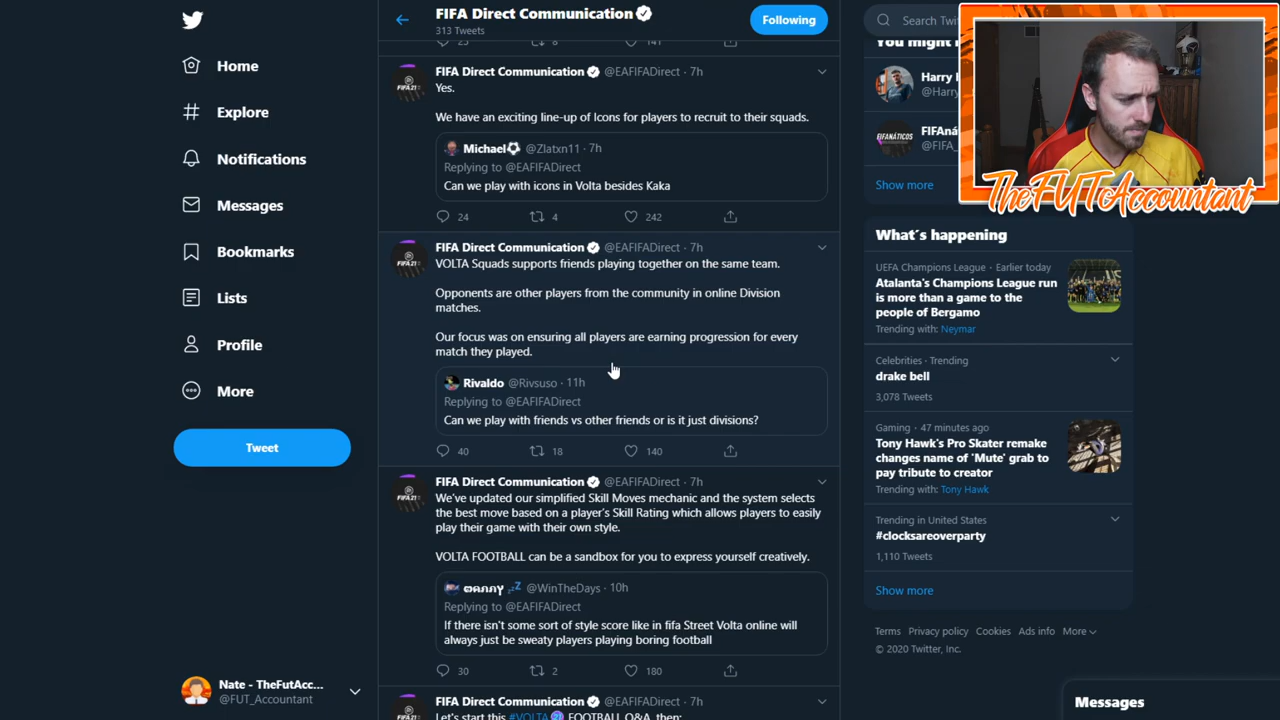 FIFA Direct Communication
313 Tweets
Following
Search Twi
Home
Explore
Notifications
Messages
Bookmarks
Lists
Profile
More
Tweet
Nate - TheFutAcc...
@FUT_Accountant
23 8 141
FIFA Direct Communication @EAFIFADirect · 7h
Yes.
We have an exciting line-up of Icons for players to recruit to their squads.
Michael⚽ @Zlatxn11 · 7h
Replying to @EAFIFADirect
Can we play with icons in Volta besides Kaka
24 4 242
FIFA Direct Communication @EAFIFADirect · 7h
VOLTA Squads supports friends playing together on the same team.
Opponents are other players from the community in online Division
matches.
Our focus was on ensuring all players are earning progression for every
match they played.
Rivaldo @Rivsuso · 11h
Replying to @EAFIFADirect
Can we play with friends vs other friends or is it just divisions?
40 18 140
FIFA Direct Communication @EAFIFADirect · 7h
We've updated our simplified Skill Moves mechanic and the system selects
the best move based on a player's Skill Rating which allows players to easily
play their game with their own style.
VOLTA FOOTBALL can be a sandbox for you to express yourself creatively.
@WinTheDays · 10h
Replying to @EAFIFADirect
If there isn't some sort of style score like in fifa Street Volta online will
always just be sweaty players playing boring football
30 2 180
FIFA Direct Communication @EAFIFADirect · 7h
Let's start this #VOLTA FOOTBALL Q&A, then:
You might
Harry
@Harry
FIFAnáticos
FIFAná
@FIFA_
Show more
TheFUTAccountant
What's happening
UEFA Champions League · Earlier today
Atalanta's Champions League run
is more than a game to the
people of Bergamo
Trending with: Neymar
Celebrities · Trending
drake bell
3,078 Tweets
Gaming · 47 minutes ago
Tony Hawk's Pro Skater remake
changes name of 'Mute' grab to
pay tribute to creator
Trending with: Tony Hawk
Trending in United States
#clocksareoverparty
1,110 Tweets
Show more
Terms Privacy policy Cookies Ads info More
© 2020 Twitter, Inc.
Messages